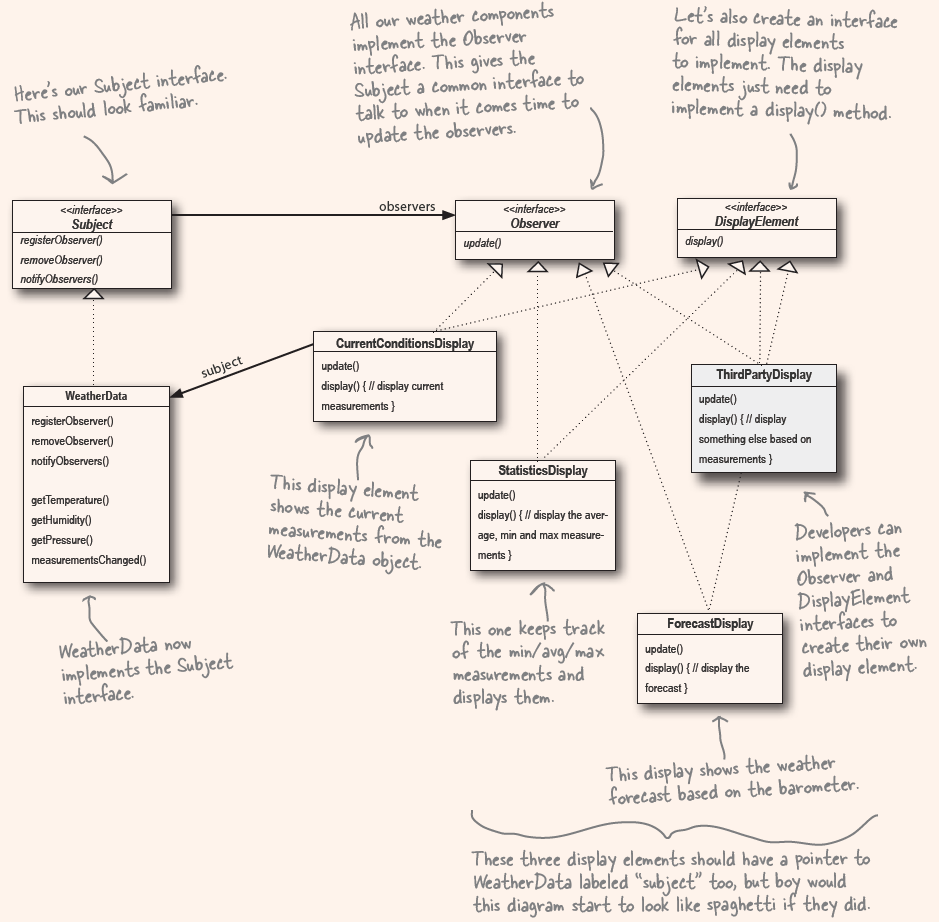 Here's our Subject interface.
This should look familiar.
All our weather components
implement the Observer
interface. This gives the
Subject a common interface to
talk to when it comes time to
update the observers.
Let's also create an interface
for all display elements
to implement. The display
elements just need to
implement a display() method.
<<interface>>
Subject
registerObserver()
removeObserver()
notifyObservers()
observers
<<interface>>
Observer
update()
<<interface>>
DisplayElement
display()
subject
CurrentConditionsDisplay
update()
display() { // display current
measurements }
WeatherData
registerObserver()
removeObserver()
notifyObservers()
getTemperature()
getHumidity()
getPressure()
measurementsChanged()
ThirdPartyDisplay
update()
display() { // display
something else based on
measurements }
StatisticsDisplay
update()
display() { // display the aver-
age, min and max measure-
ments }
This display element
shows the current
measurements from the
WeatherData object.
Developers can
implement the
Observer and
DisplayElement
interfaces to
create their own
display element.
WeatherData now
implements the Subject
interface.
This one keeps track
of the min/avg/max
measurements and
displays them.
ForecastDisplay
update()
display() { // display the
forecast }
This display shows the weather
forecast based on the barometer.
These three display elements should have a pointer to
WeatherData labeled "subject" too, but boy would
this diagram start to look like spaghetti if they did.